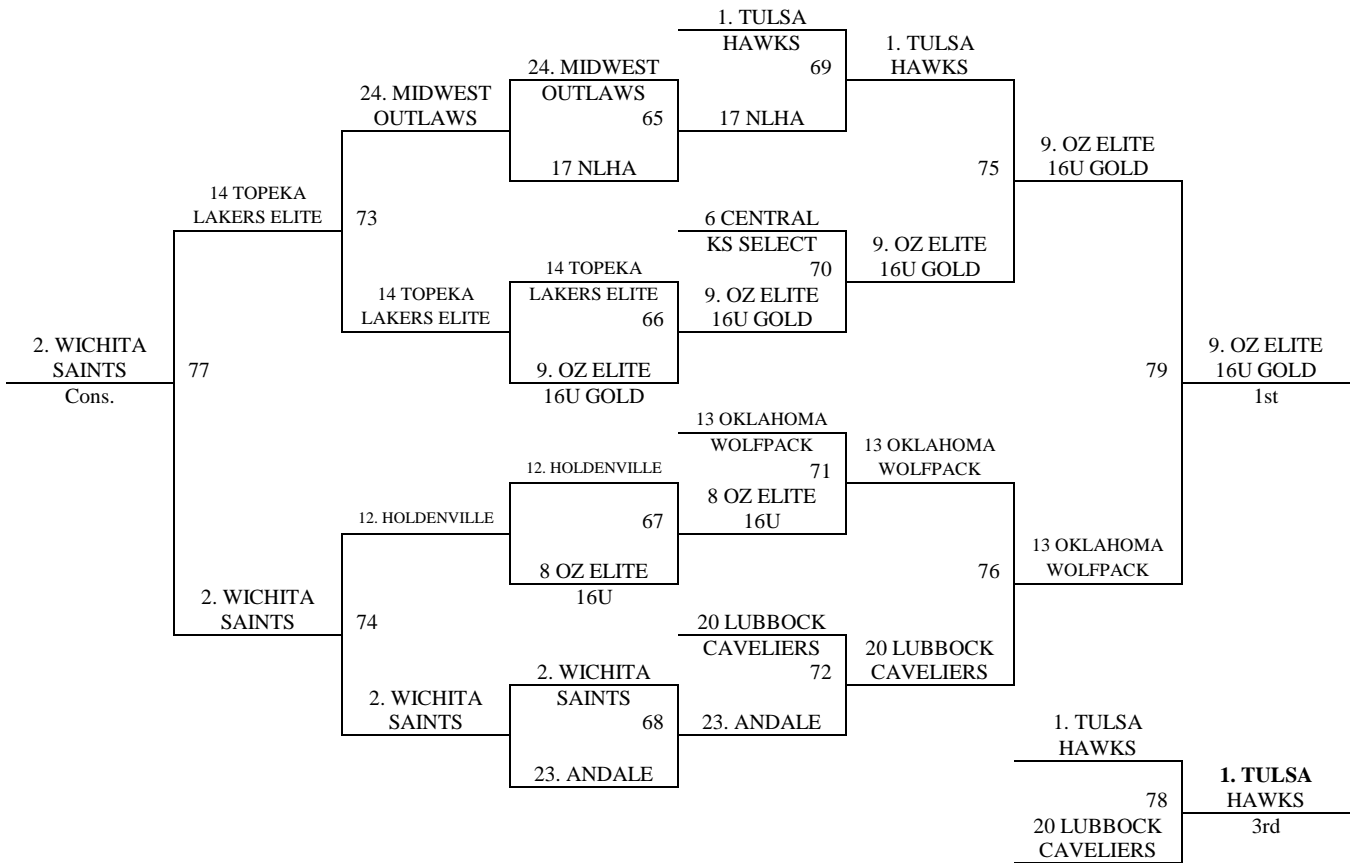 1. TULSA
HAWKS
69
1. TULSA
HAWKS
24. MIDWEST
OUTLAWS
65
24. MIDWEST
OUTLAWS
17 NLHA
17 NLHA
75
9. OZ ELITE
16U GOLD
14 TOPEKA
LAKERS ELITE
73
6 CENTRAL
KS SELECT
70
9. OZ ELITE
16U GOLD
14 TOPEKA
LAKERS ELITE
66
14 TOPEKA
LAKERS ELITE
9. OZ ELITE
16U GOLD
2. WICHITA
SAINTS
Cons.
77
9. OZ ELITE
16U GOLD
79
9. OZ ELITE
16U GOLD
1st
13 OKLAHOMA
WOLFPACK
71
13 OKLAHOMA
WOLFPACK
12. HOLDENVILLE
67
12. HOLDENVILLE
8 OZ ELITE
16U
8 OZ ELITE
16U
76
13 OKLAHOMA
WOLFPACK
2. WICHITA
SAINTS
74
20 LUBBOCK
CAVELIERS
72
20 LUBBOCK
CAVELIERS
2. WICHITA
SAINTS
68
2. WICHITA
SAINTS
23. ANDALE
23. ANDALE
1. TULSA
HAWKS
78
1. TULSA
HAWKS
3rd
20 LUBBOCK
CAVELIERS